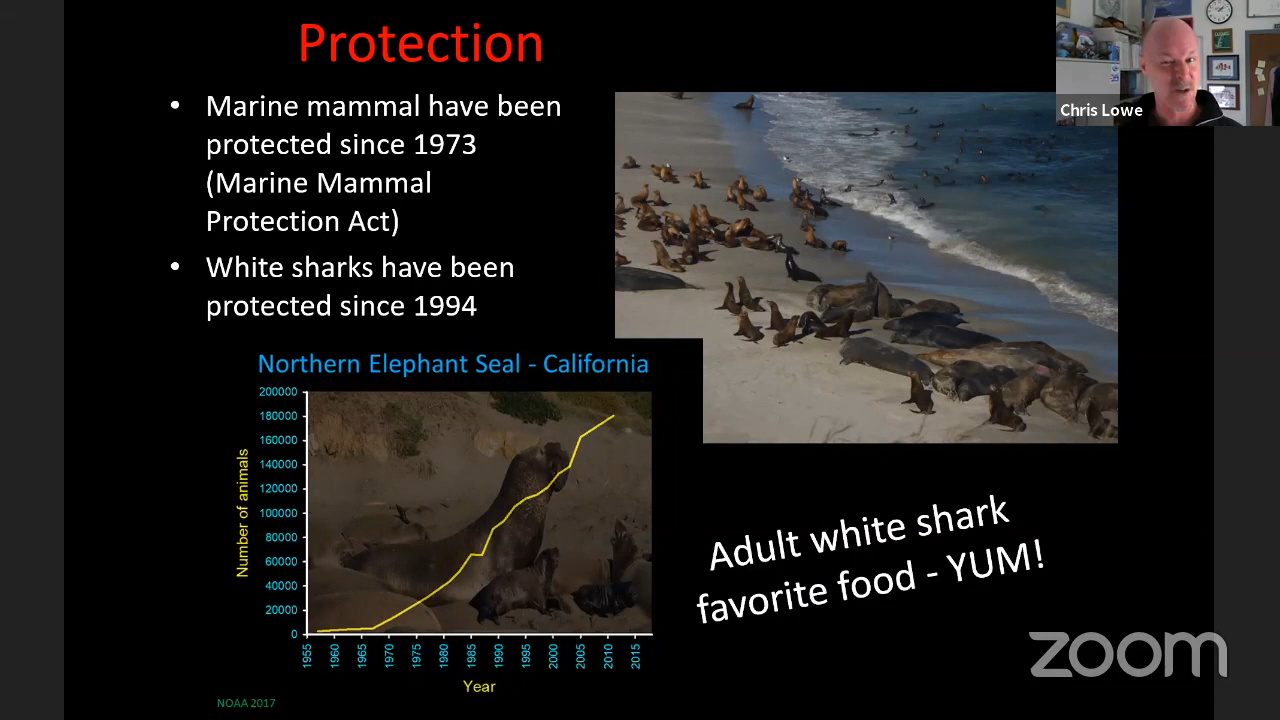 Protection
Chris Lowe
• Marine mammal have been
protected since 1973
(Marine Mammal
Protection Act)
• White sharks have been
protected since 1994
Northern Elephant Seal - California
Number of animals
200000
180000
160000
140000
120000
100000
80000
60000
40000
20000
0
1955
1960
1965
1970
1975
1980
1985
1990
1995
2000
2005
2010
2015
Year
NOAA 2017
Adult white shark
favorite food - YUM!
zoom